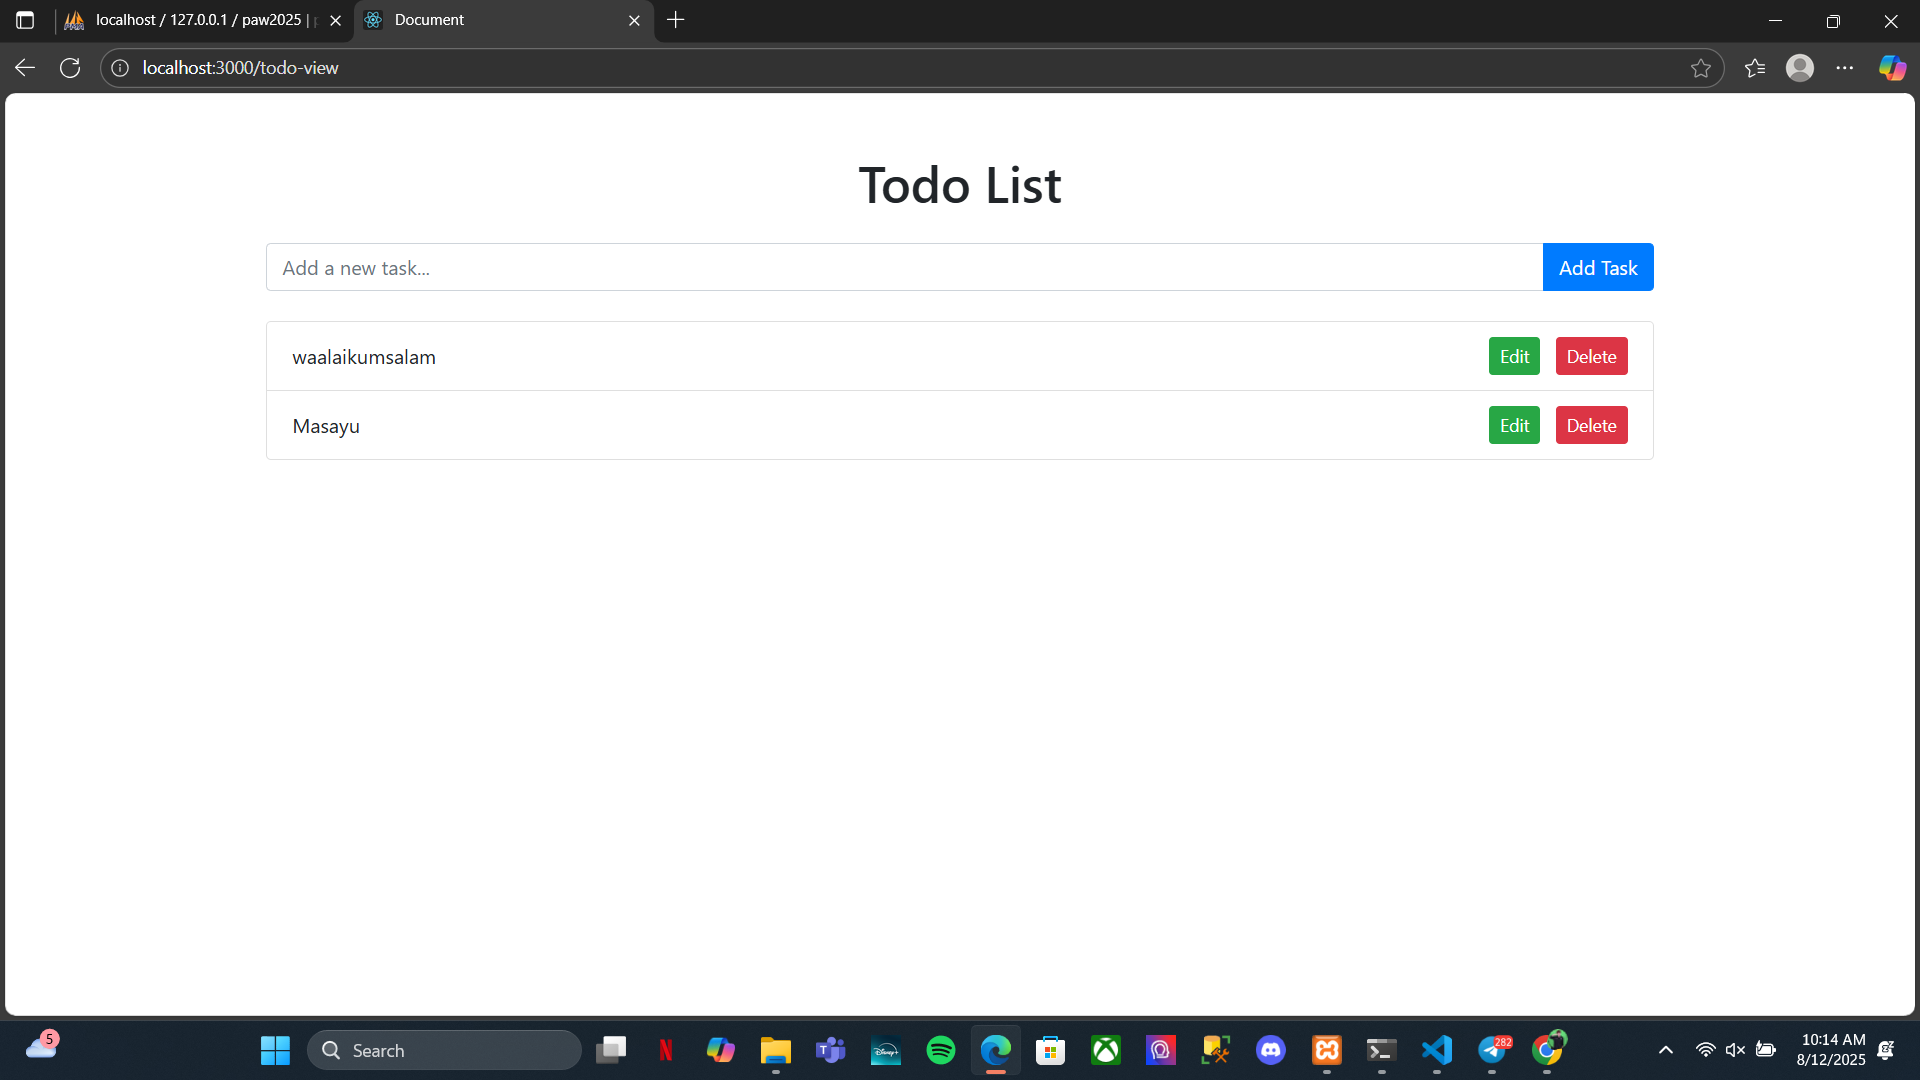 localhost / 127.0.0.1 / paw2025 |
Document
localhost:3000/todo-view
Todo List
Add a new task...
Add Task
waalaikumsalam
Edit
Delete
Masayu
Edit
Delete
5
Search
N
T
Disney+
282
10:14 AM
8/12/2025